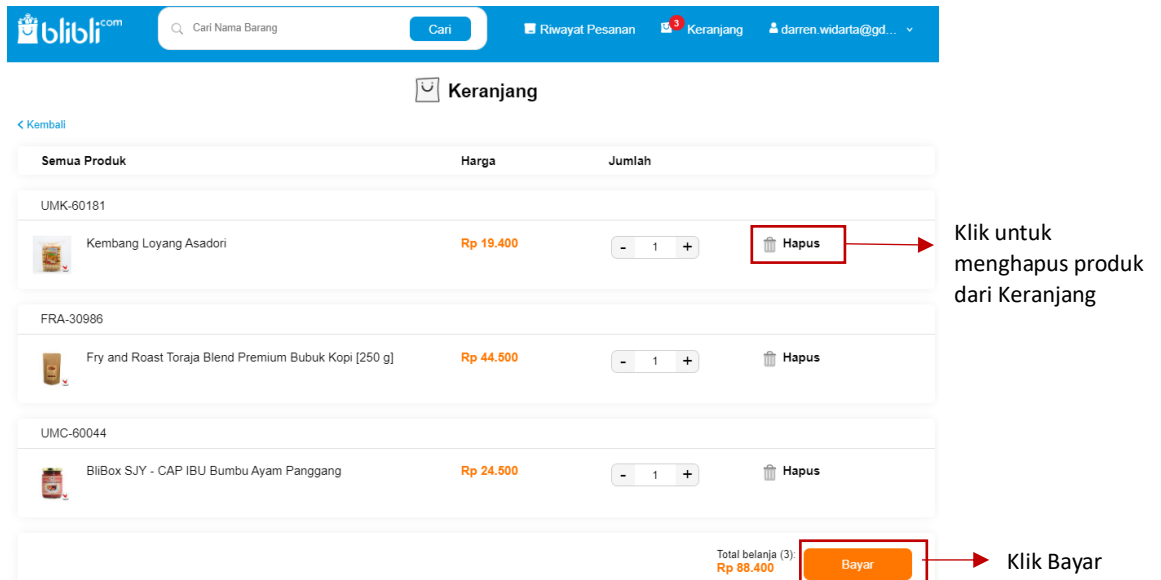 blibli.com
Cari Nama Barang
Cari
Riwayat Pesanan
3
Keranjang
darren.widarta@gd...
Keranjang
< Kembali
Semua Produk Harga Jumlah
UMK-60181
Kembang Loyang Asadori Rp 19.400 - 1 + Hapus
Klik untuk
menghapus produk
dari Keranjang
FRA-30986
Fry and Roast Toraja Blend Premium Bubuk Kopi [250 g] Rp 44.500 - 1 + Hapus
UMC-60044
BliBox SJY - CAP IBU Bumbu Ayam Panggang Rp 24.500 - 1 + Hapus
Total belanja (3):
Rp 88.400
Bayar
Klik Bayar